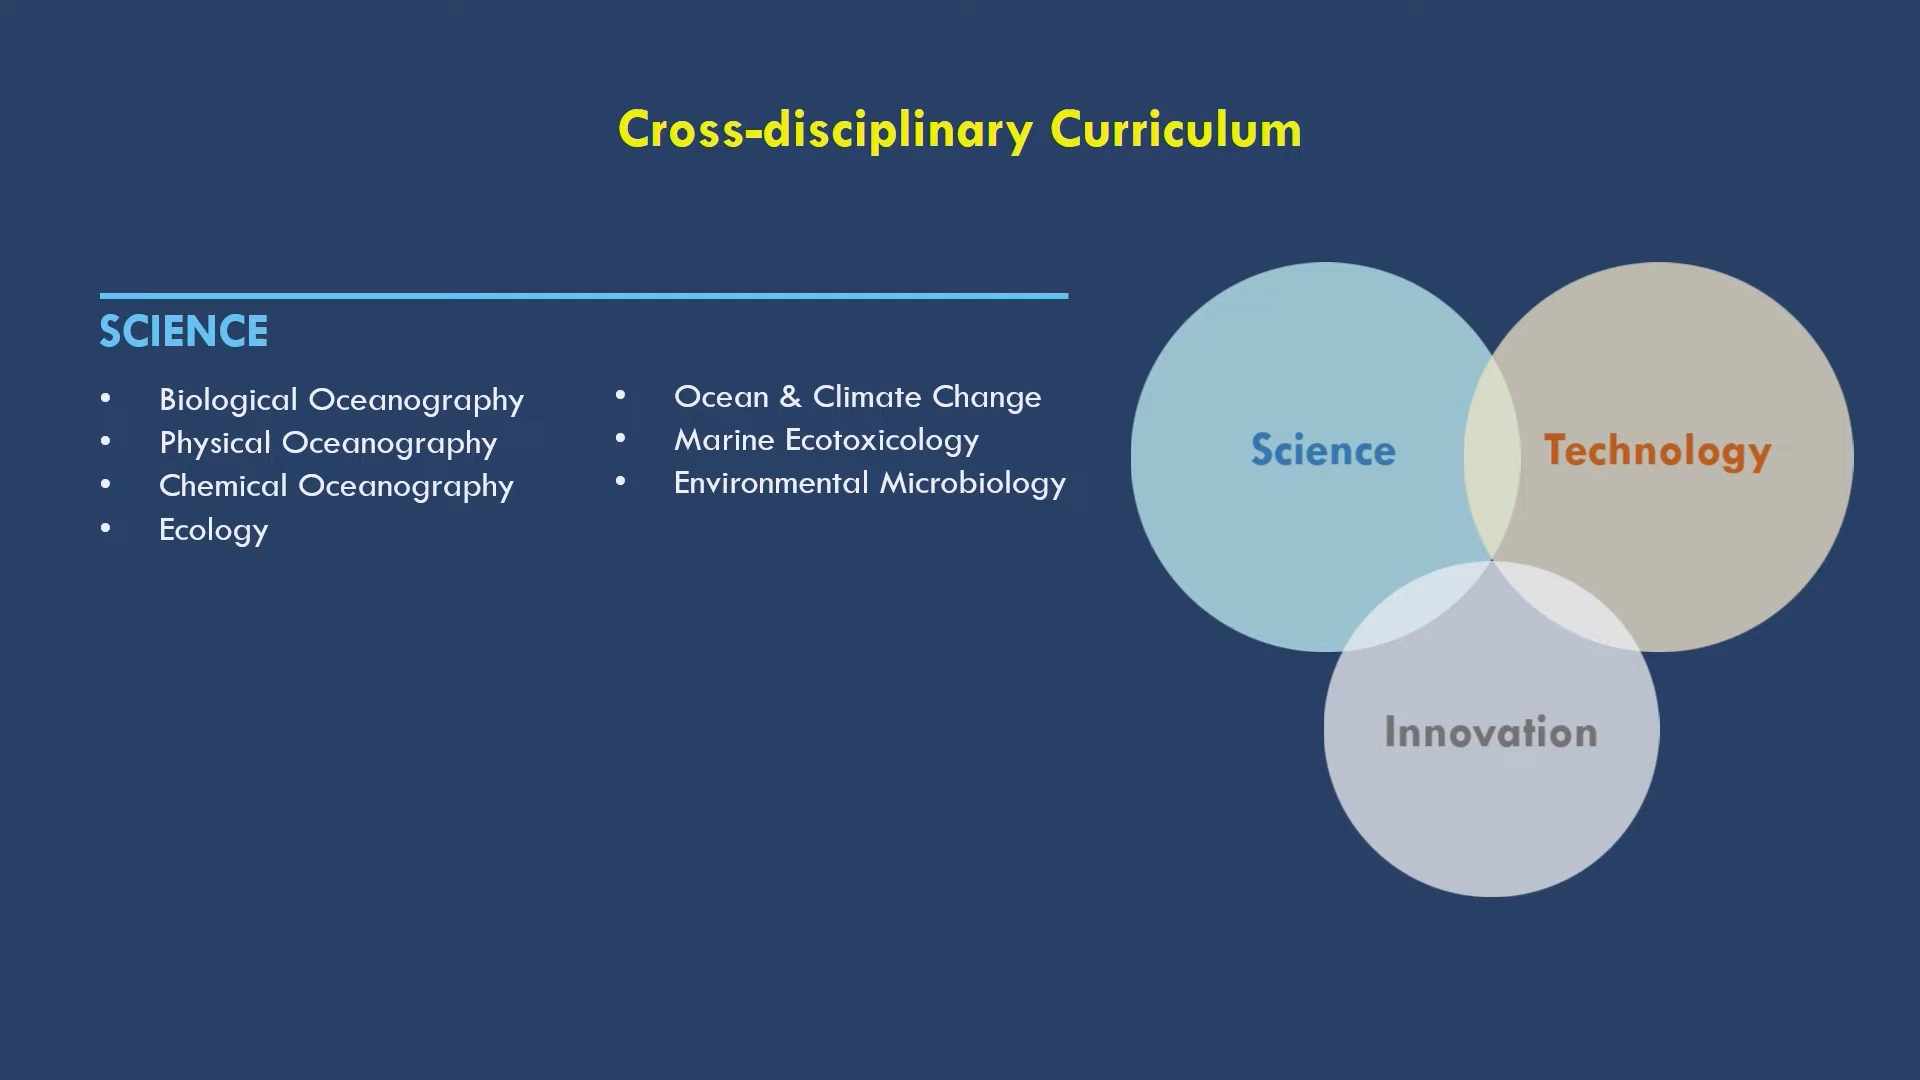 Cross-disciplinary Curriculum
SCIENCE
• Biological Oceanography
• Physical Oceanography
• Chemical Oceanography
• Ecology
• Ocean & Climate Change
• Marine Ecotoxicology
• Environmental Microbiology
Science
Technology
Innovation